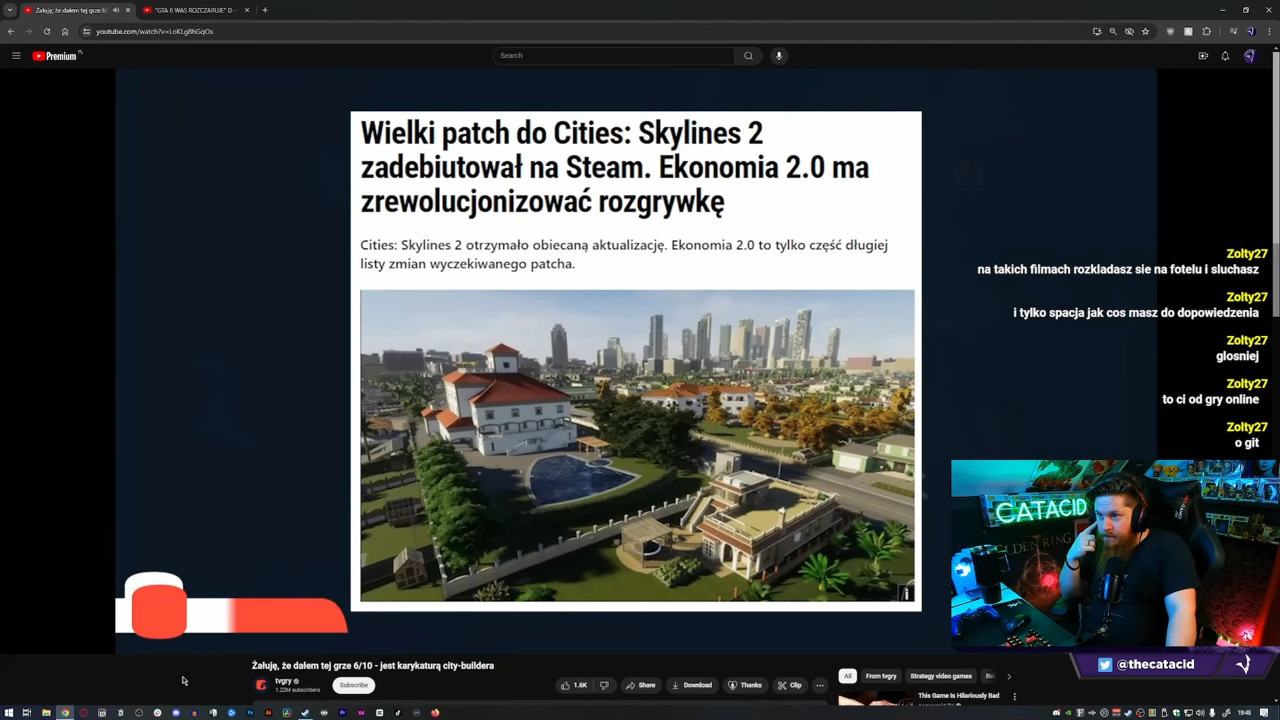 Żałuję, że dałem tej grze 6/10
"GTA 6 WAS ROZCZARUJE" D
youtube.com/watch?v=LoKLg8hGqOs
Premium PL
Search
Wielki patch do Cities: Skylines 2
zadebiutował na Steam. Ekonomia 2.0 ma
zrewolucjonizować rozgrywkę
Cities: Skylines 2 otrzymało obiecaną aktualizację. Ekonomia 2.0 to tylko część długiej
listy zmian wyczekiwanego patcha.
Zolty27
na takich filmach rozkladasz sie na fotelu i sluchasz
Zolty27
i tylko spacja jak cos masz do dopowiedzenia
Zolty27
glosniej
Zolty27
to ci od gry online
Zolty27
o git
CATACID
ELDEN RING
@thecatacid
Żałuję, że dałem tej grze 6/10 - jest karykaturą city-buildera
tvgry
1.22M subscribers
Subscribe
1.6K
Share
Download
Thanks
Clip
All
From tvgry
Strategy video games
This Game Is Hilariously Bad
19:48